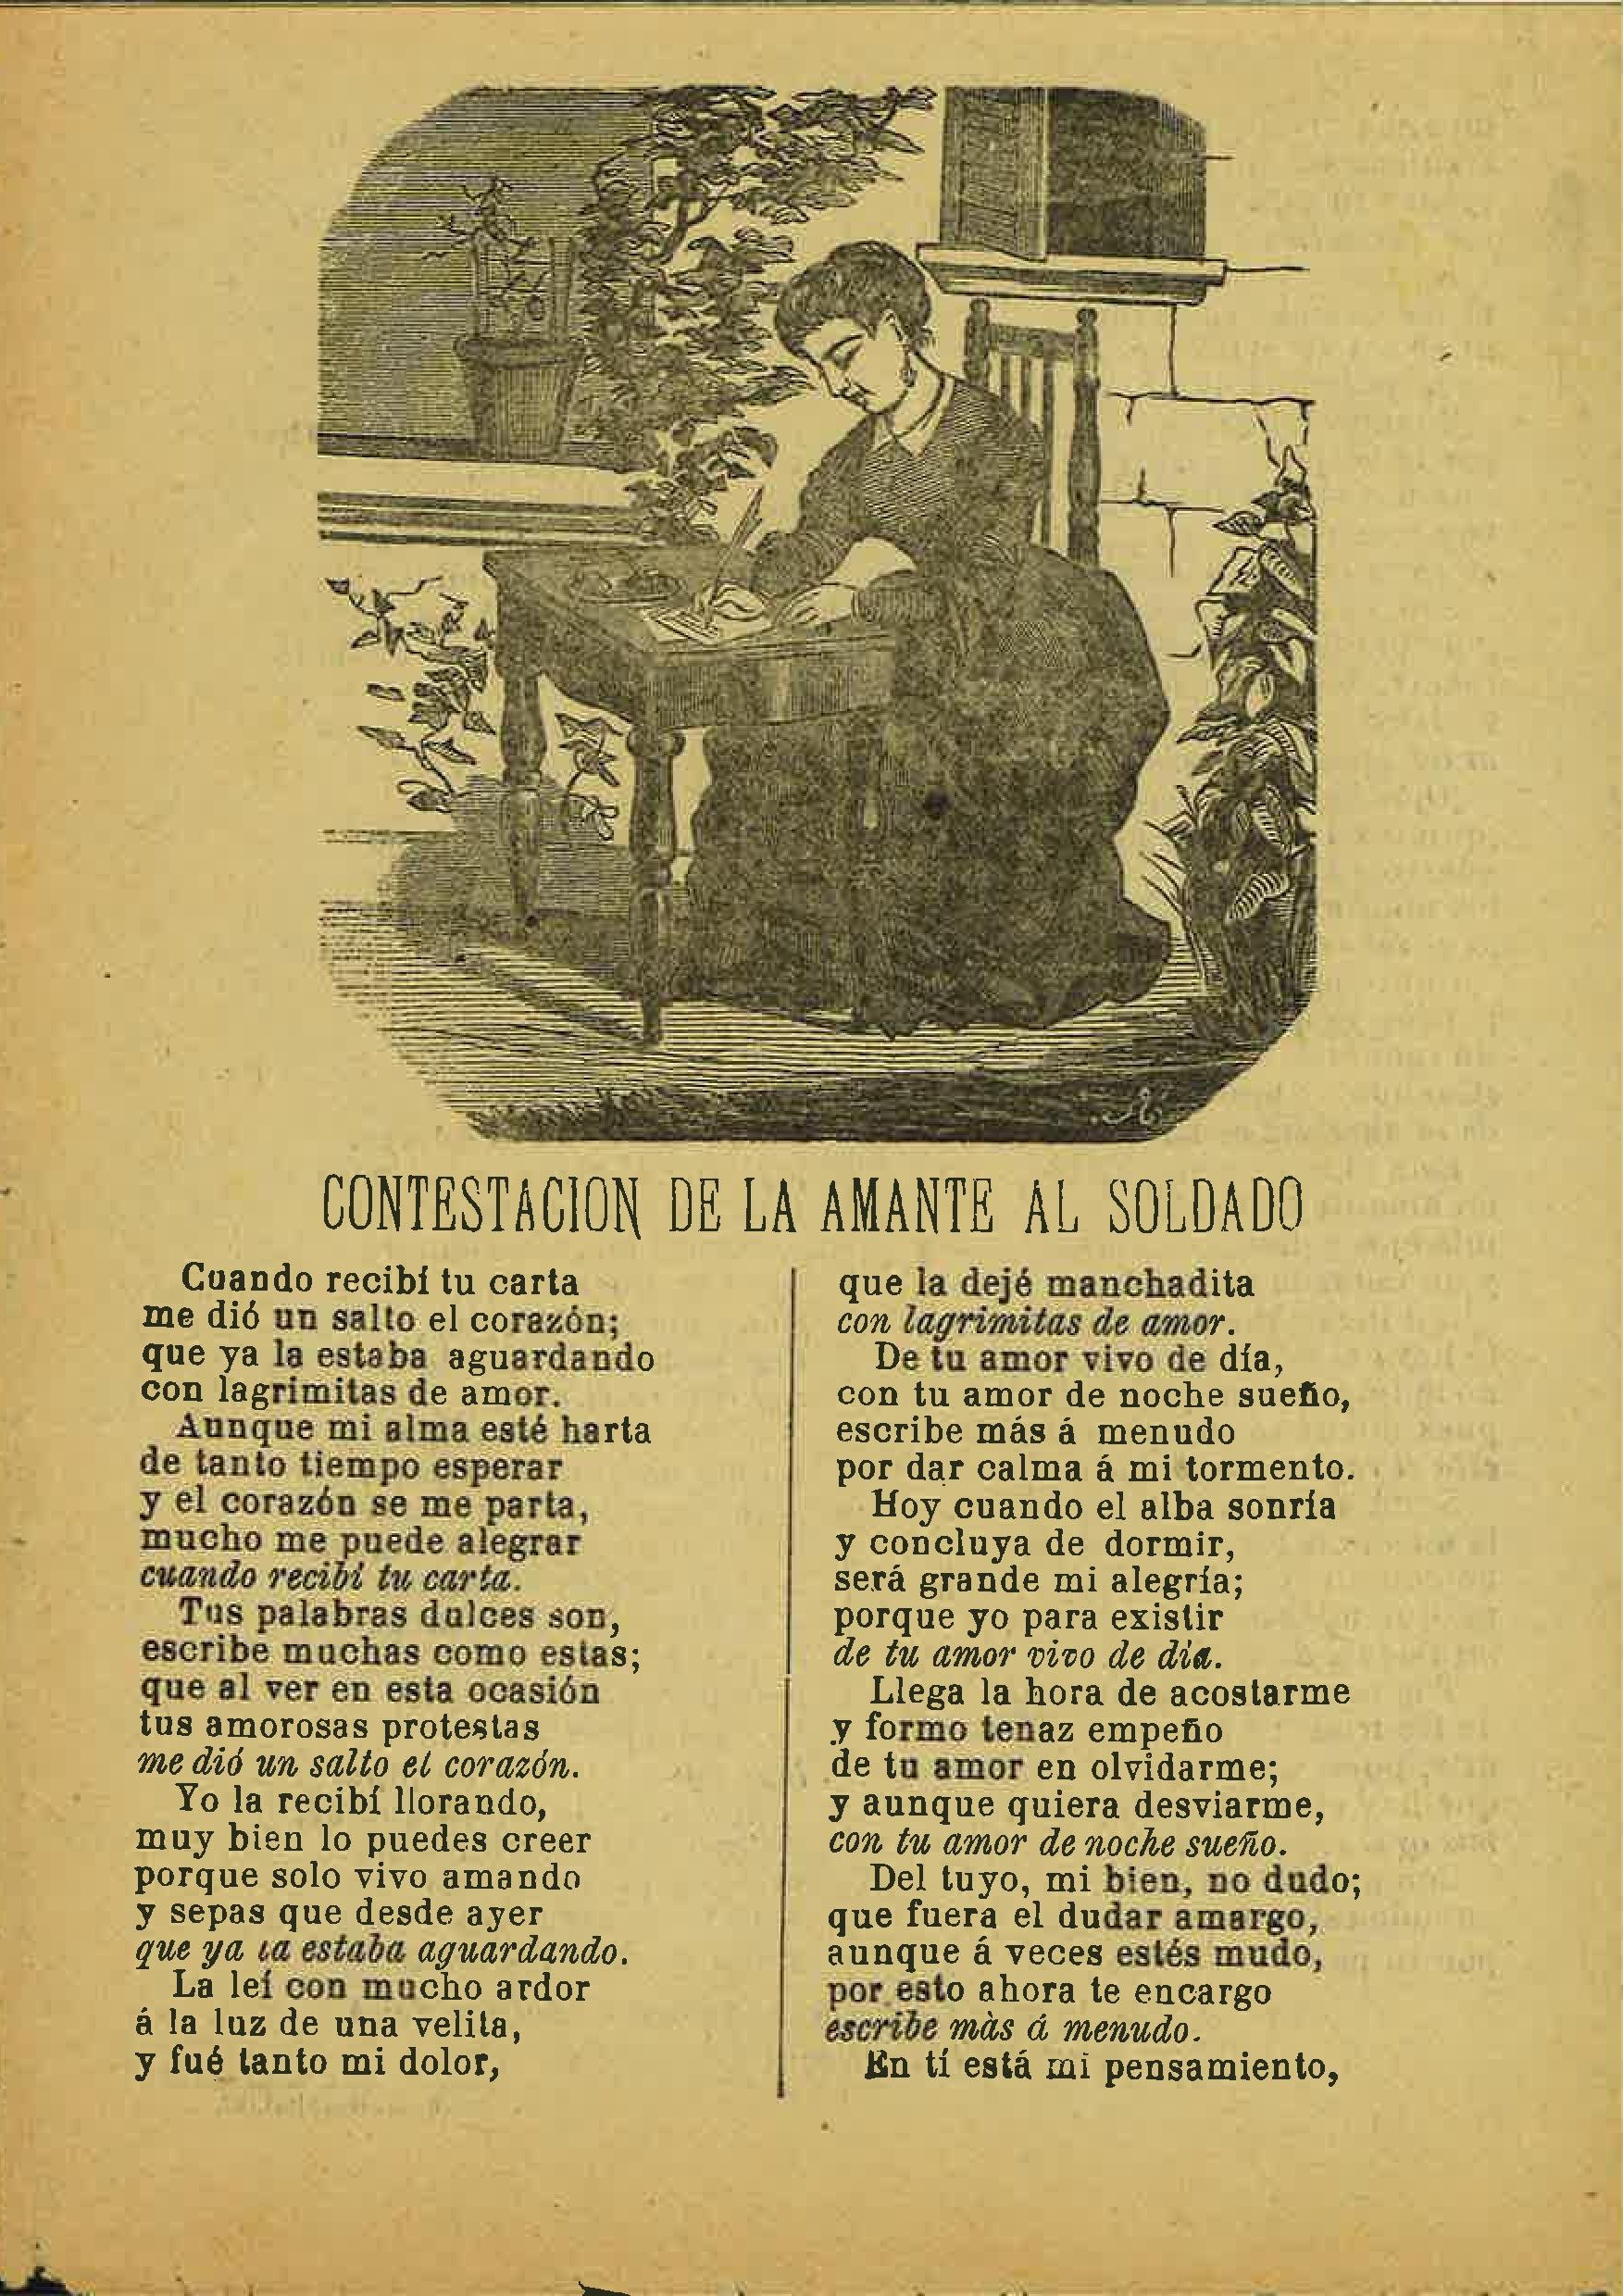 CONTESTACION DE LA AMANTE AL SOLDADO
Cuando recibí tu carta
me dió un salto el corazón;
que ya la estaba aguardando
con lagrimitas de amor.
Aunque mi alma esté harta
de tanto tiempo esperar
y el corazón se me parta,
mucho me puede alegrar
cuando recibí tu carta.
Tus palabras dulces son,
escribe muchas como estas;
que al ver en esta ocasión
tus amorosas protestas
me dió un salto el corazón.
Yo la recibí llorando,
muy bien lo puedes creer
porque solo vivo amando
y sepas que desde ayer
que ya la estaba aguardando.
La leí con mucho ardor
á la luz de una velita,
y fué tanto mi dolor,
que la dejé manchadita
con lagrimitas de amor.
De tu amor vivo de día,
con tu amor de noche sueño,
escribe más á menudo
por dar calma á mi tormento.
Hoy cuando el alba sonría
y concluya de dormir,
será grande mi alegría;
porque yo para existir
de tu amor vivo de dia.
Llega la hora de acostarme
y formo tenaz empeño
de tu amor en olvidarme;
y aunque quiera desviarme,
con tu amor de noche sueño.
Del tuyo, mi bien, no dudo;
que fuera el dudar amargo,
aunque á veces estés mudo,
por esto ahora te encargo
escribe màs á menudo.
En tí está mi pensamiento,